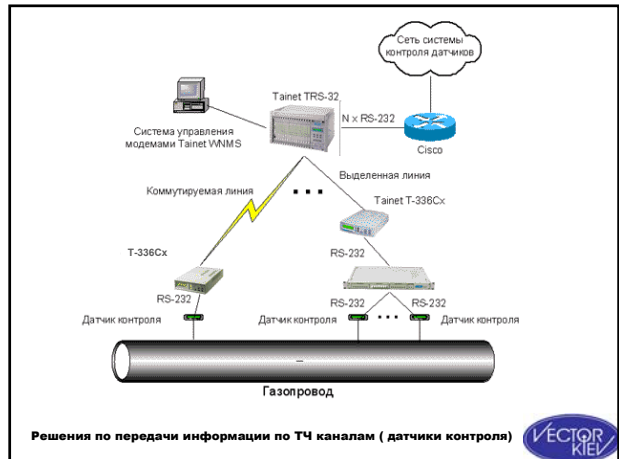 Сеть системы
контроля датчиков
Tainet TRS-32
N x RS-232
Система управления
модемами Tainet WNMS
Cisco
Выделенная линия
Коммутируемая линия
Tainet T-336Cx
T-336Cx
RS-232
RS-232
RS-232
RS-232
Датчик контроля
Датчик контроля
Датчик контроля
Газопровод
Решения по передачи информации по ТЧ каналам ( датчики контроля)
VECTOR
KIEV